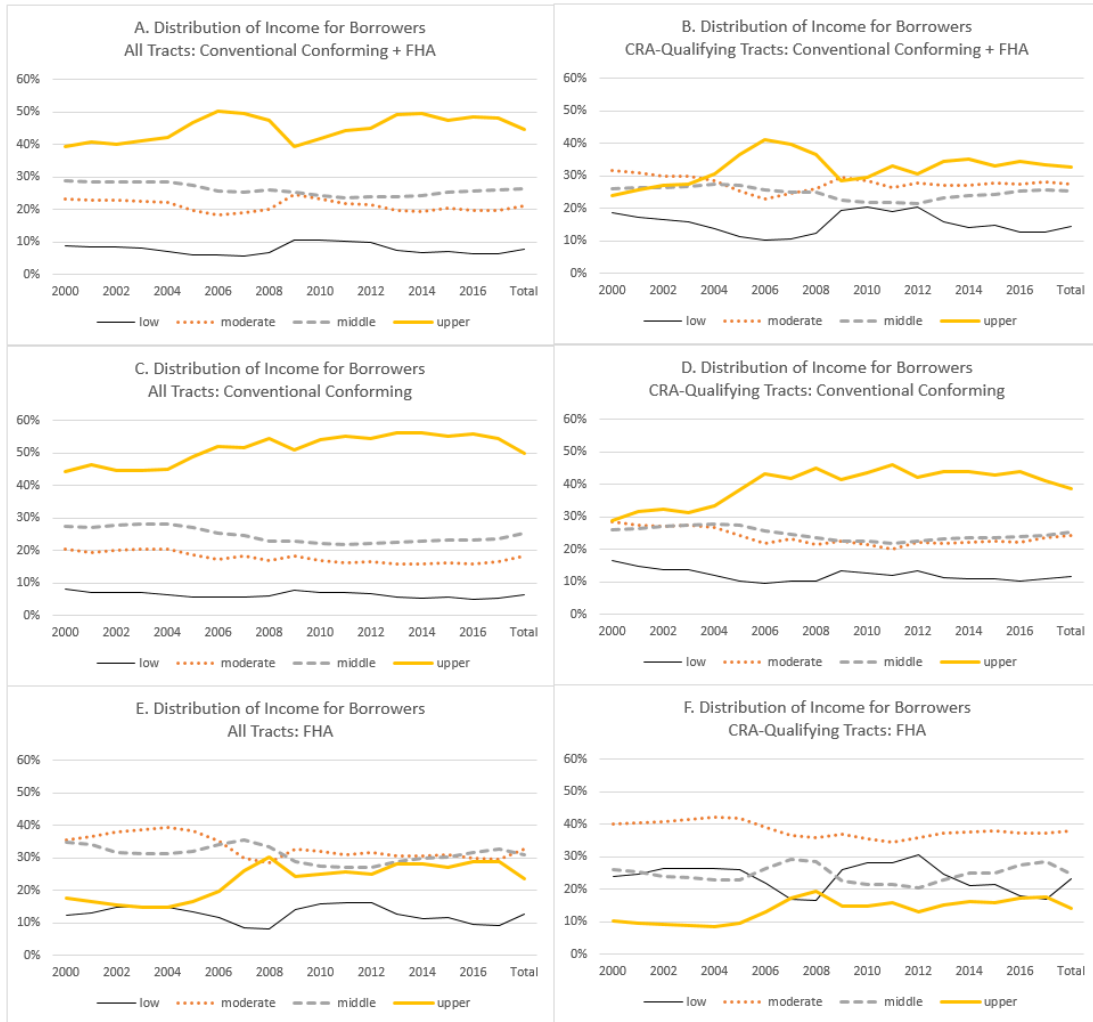 A. Distribution of Income for Borrowers
All Tracts: Conventional Conforming + FHA
60%
50%
40%
30%
20%
10%
0%
2000 2002 2004 2006 2008 2010 2012 2014 2016 Total
low moderate middle upper
B. Distribution of Income for Borrowers
CRA-Qualifying Tracts: Conventional Conforming + FHA
60%
50%
40%
30%
20%
10%
0%
2000 2002 2004 2006 2008 2010 2012 2014 2016 Total
low moderate middle upper
C. Distribution of Income for Borrowers
All Tracts: Conventional Conforming
60%
50%
40%
30%
20%
10%
0%
2000 2002 2004 2006 2008 2010 2012 2014 2016 Total
low moderate middle upper
D. Distribution of Income for Borrowers
CRA-Qualifying Tracts: Conventional Conforming
60%
50%
40%
30%
20%
10%
0%
2000 2002 2004 2006 2008 2010 2012 2014 2016 Total
low moderate middle upper
E. Distribution of Income for Borrowers
All Tracts: FHA
60%
50%
40%
30%
20%
10%
0%
2000 2002 2004 2006 2008 2010 2012 2014 2016 Total
low moderate middle upper
F. Distribution of Income for Borrowers
CRA-Qualifying Tracts: FHA
60%
50%
40%
30%
20%
10%
0%
2000 2002 2004 2006 2008 2010 2012 2014 2016 Total
low moderate middle upper